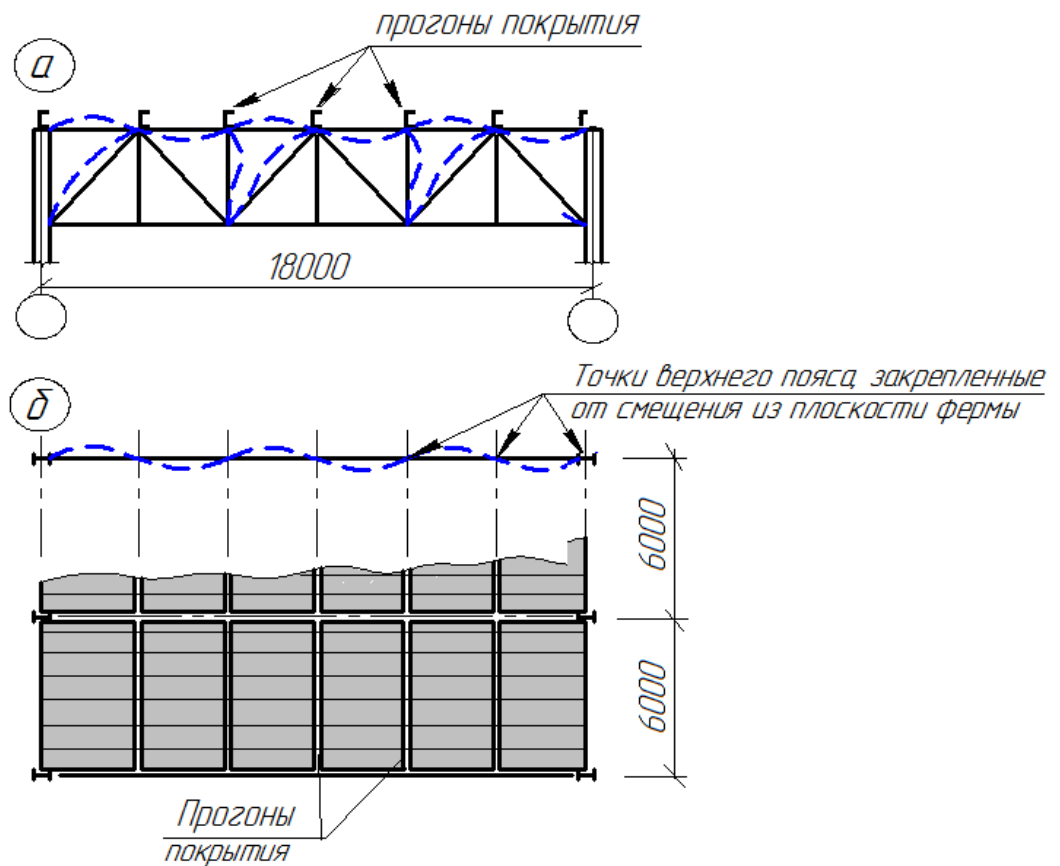 прогоны покрытия
а
18000
Точки верхнего пояса, закрепленные
от смещения из плоскости фермы
б
6000
6000
Прогоны
покрытия